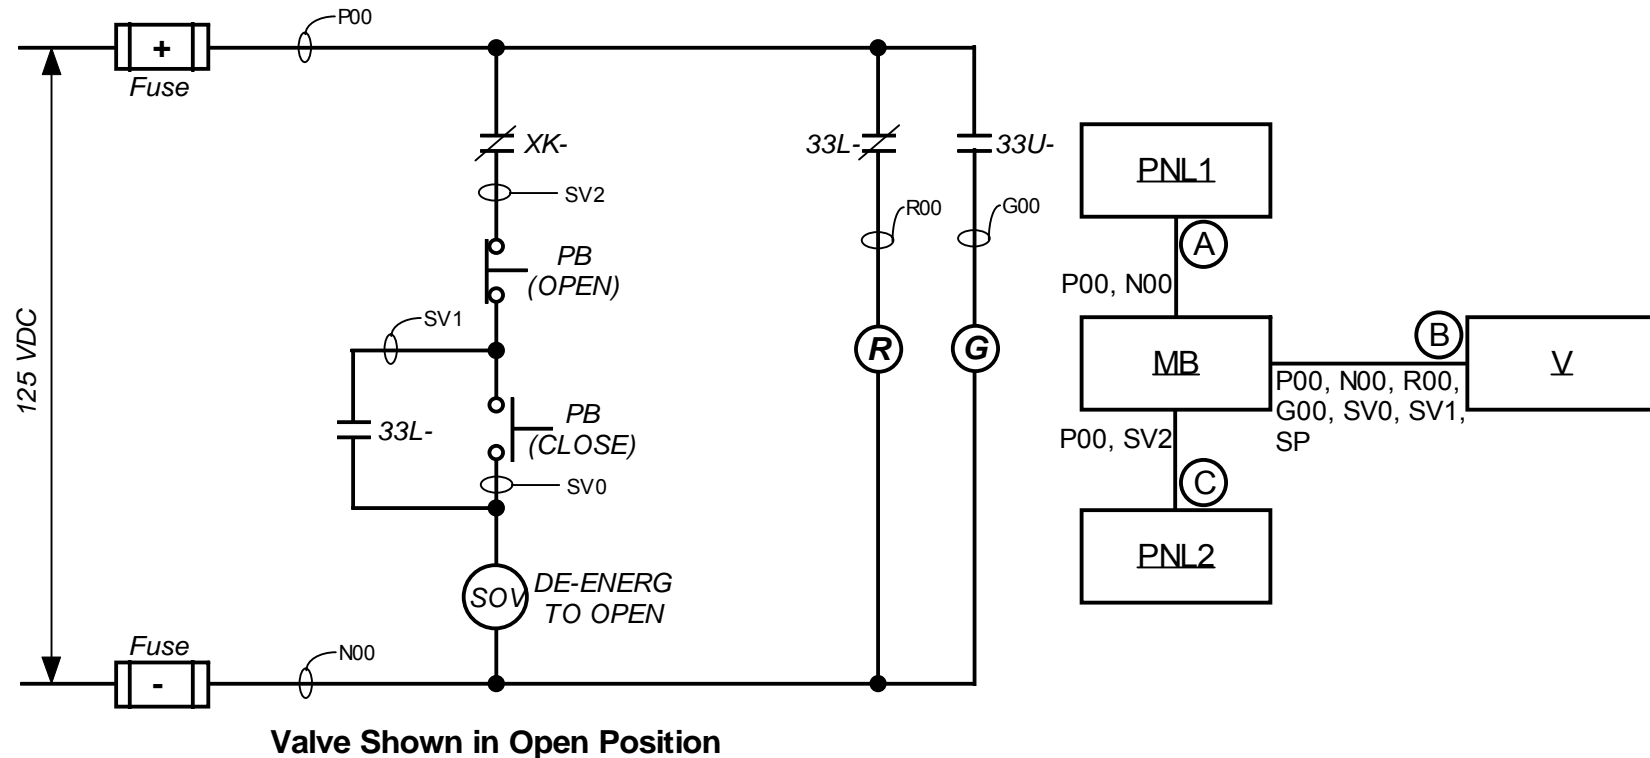 P00
+
Fuse
XK-
33L-
33U-
PNL1
SV2
R00
G00
A
PB
(OPEN)
P00, N00
125 VDC
SV1
R
G
MB
B
V
P00, N00, R00,
G00, SV0, SV1,
SP
33L-
PB
(CLOSE)
P00, SV2
SV0
C
PNL2
SOV
DE-ENERG
TO OPEN
Fuse
-
N00
Valve Shown in Open Position